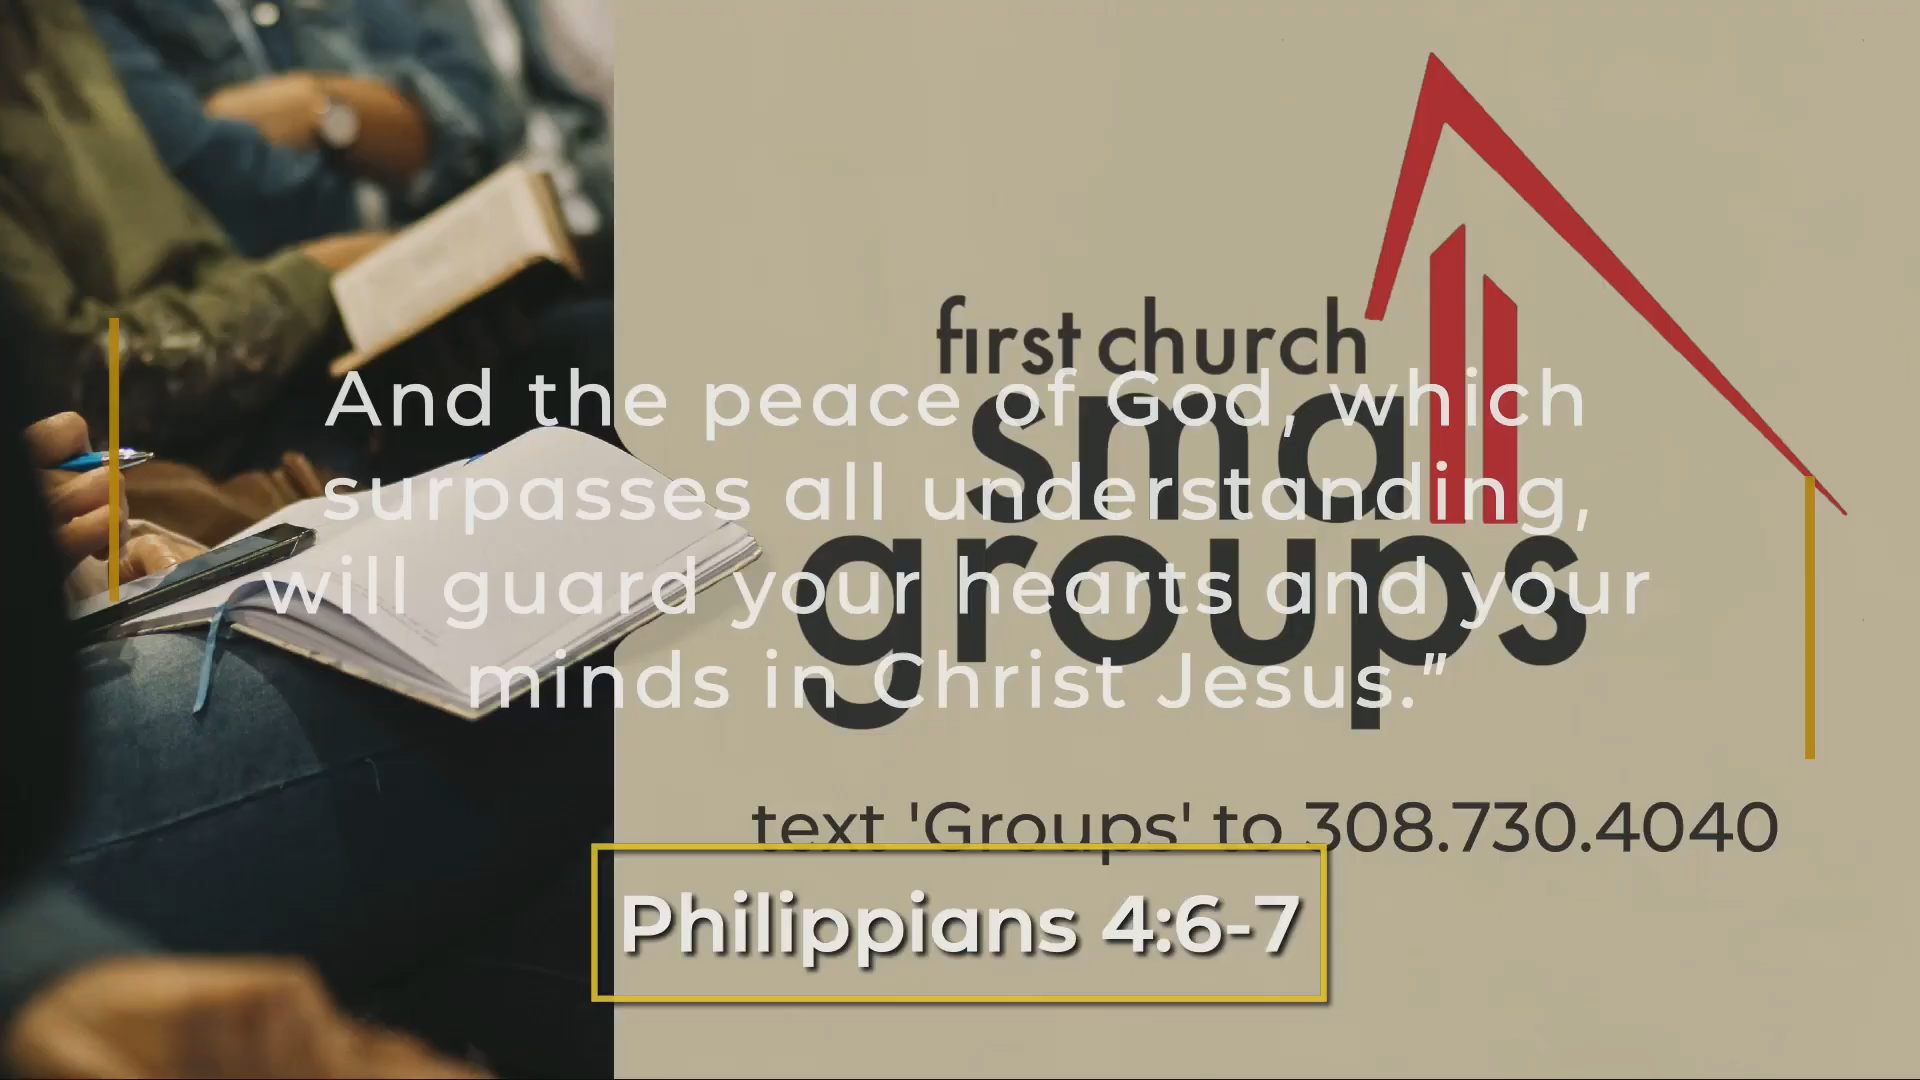 first church
small
groups
And the peace of God, which
surpasses all understanding,
will guard your hearts and your
minds in Christ Jesus.”
text 'Groups' to 308.730.4040
Philippians 4:6-7